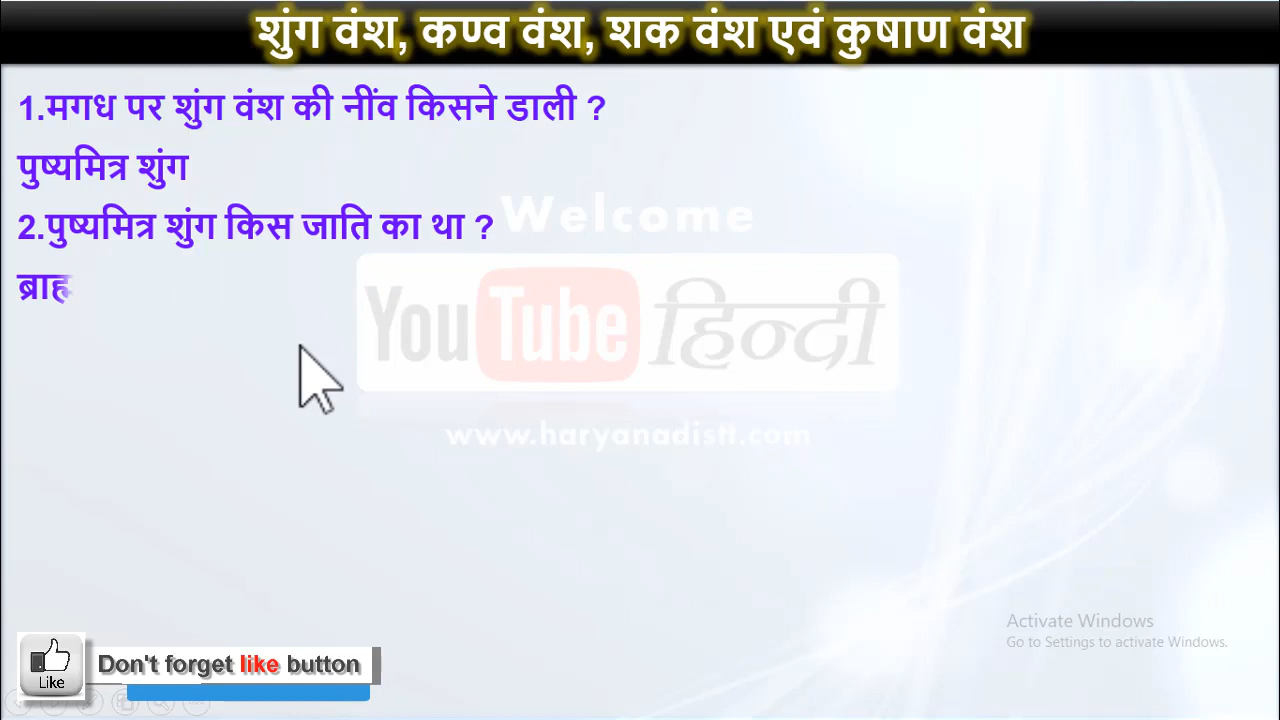 शुंग वंश, कण्व वंश, शक वंश एवं कुषाण वंश
1.मगध पर शुंग वंश की नींव किसने डाली ?
पुष्यमित्र शुंग
2.पुष्यमित्र शुंग किस जाति का था ?
ब्राह्म
Welcome
YouTube हिन्दी
www.haryanadistt.com
Activate Windows
Go to Settings to activate Windows.
Like
Don't forget like button